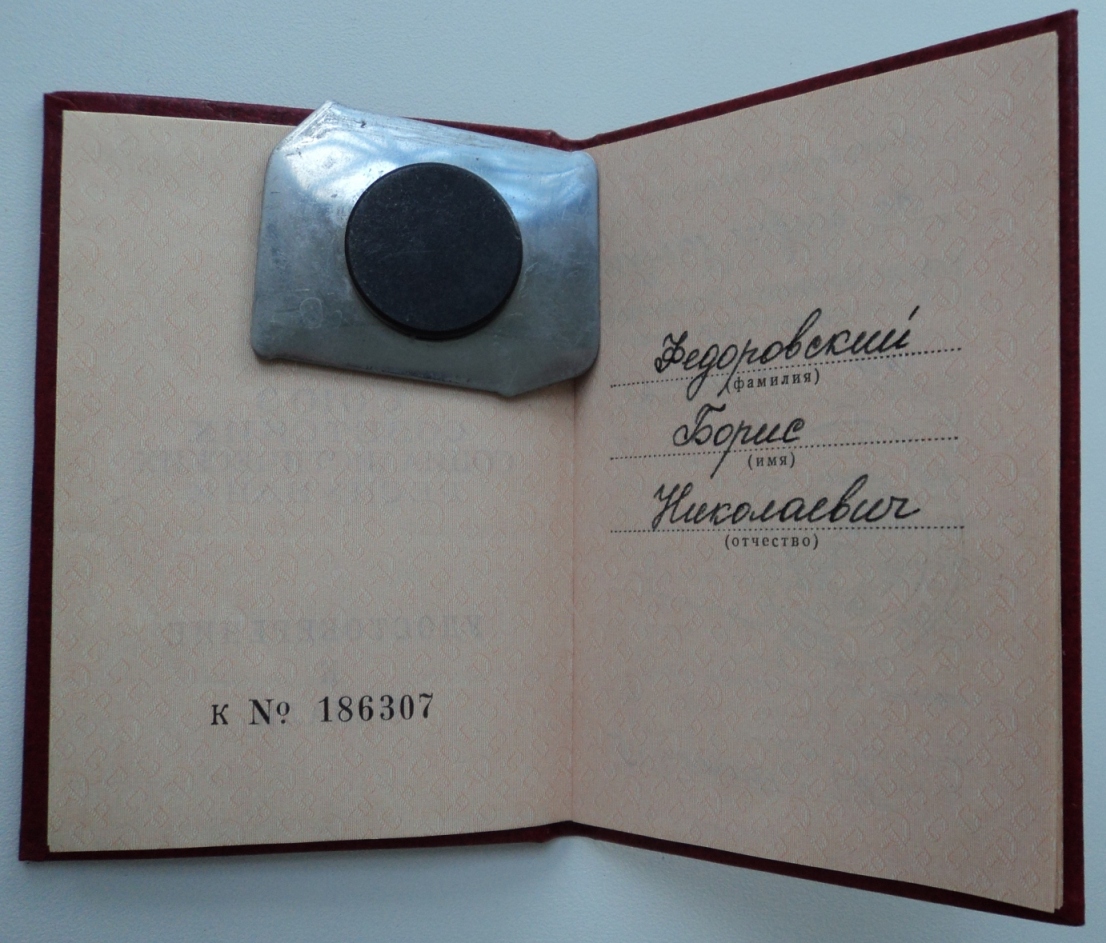 К № 186307
Федоровский
(фамилия)
Борис
(имя)
Николаевич
(отчество)